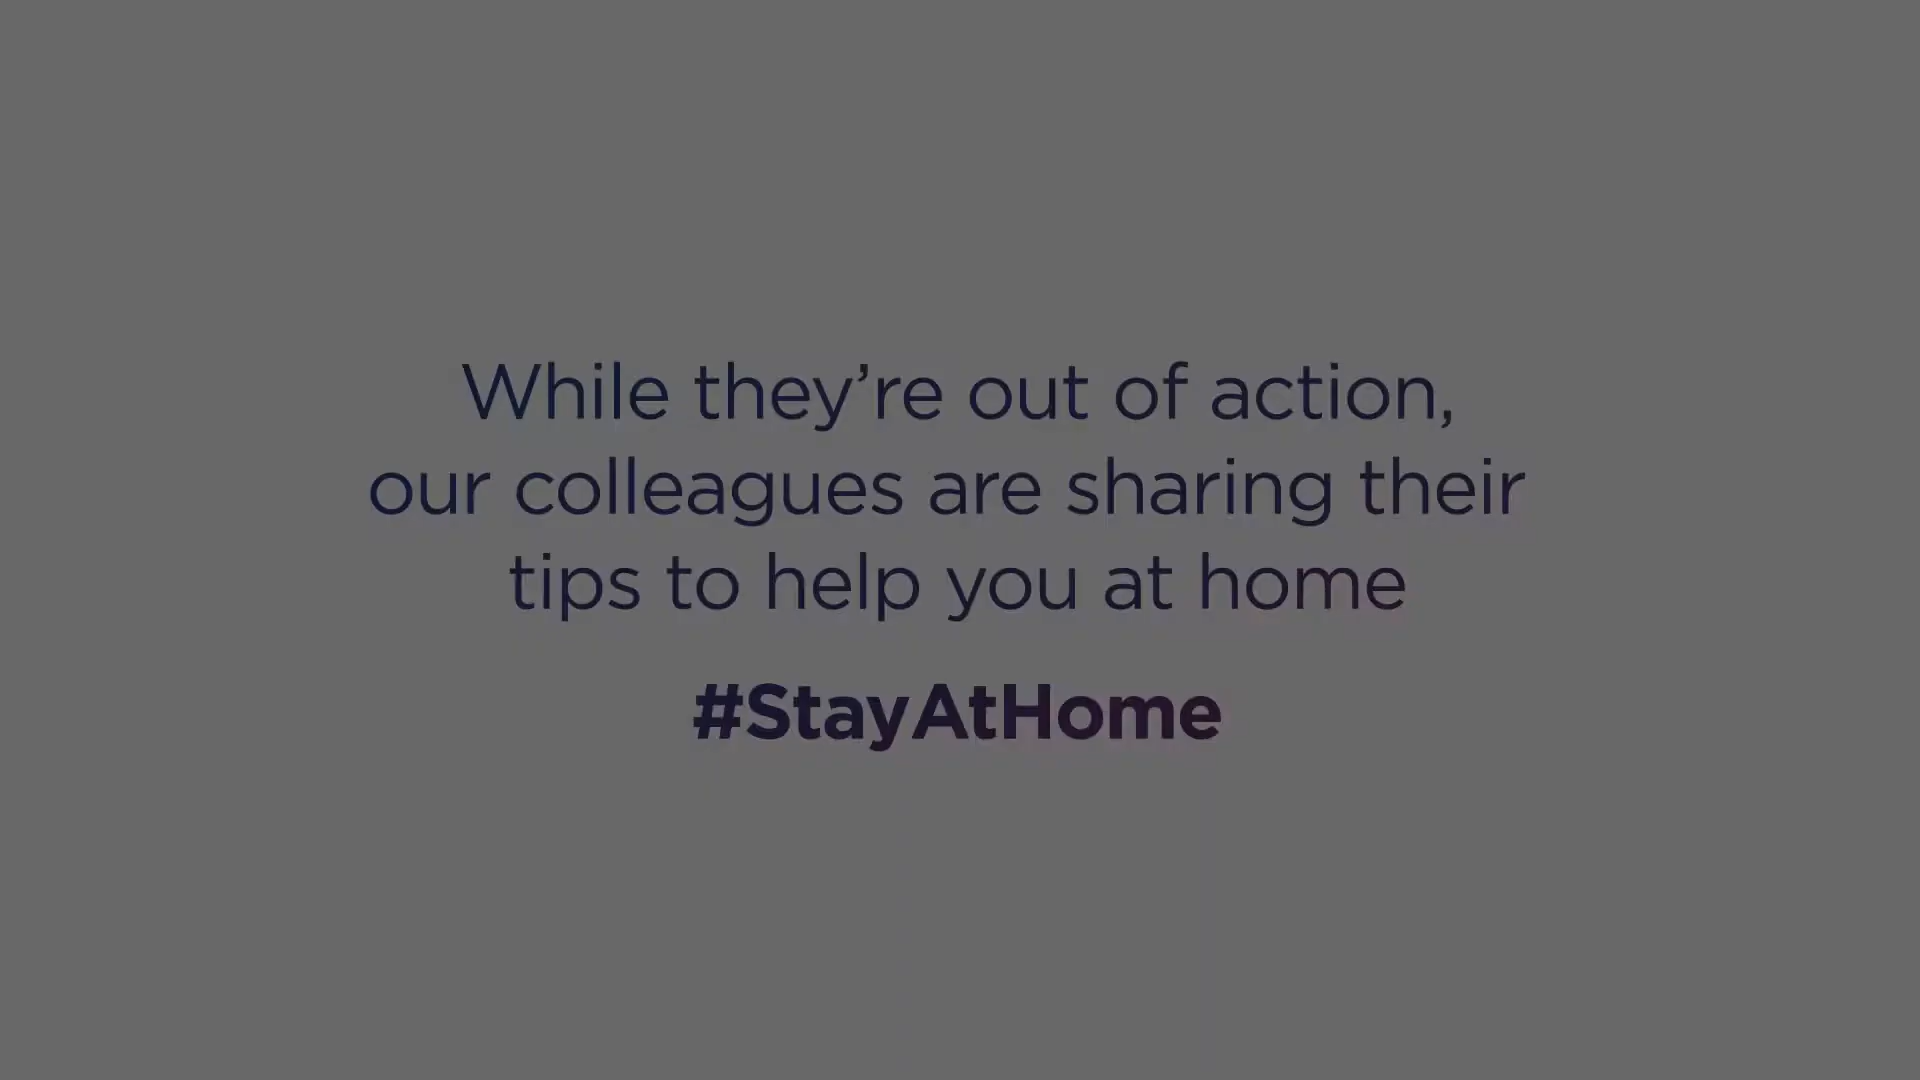 While they’re out of action,
our colleagues are sharing their
tips to help you at home
#StayAtHome